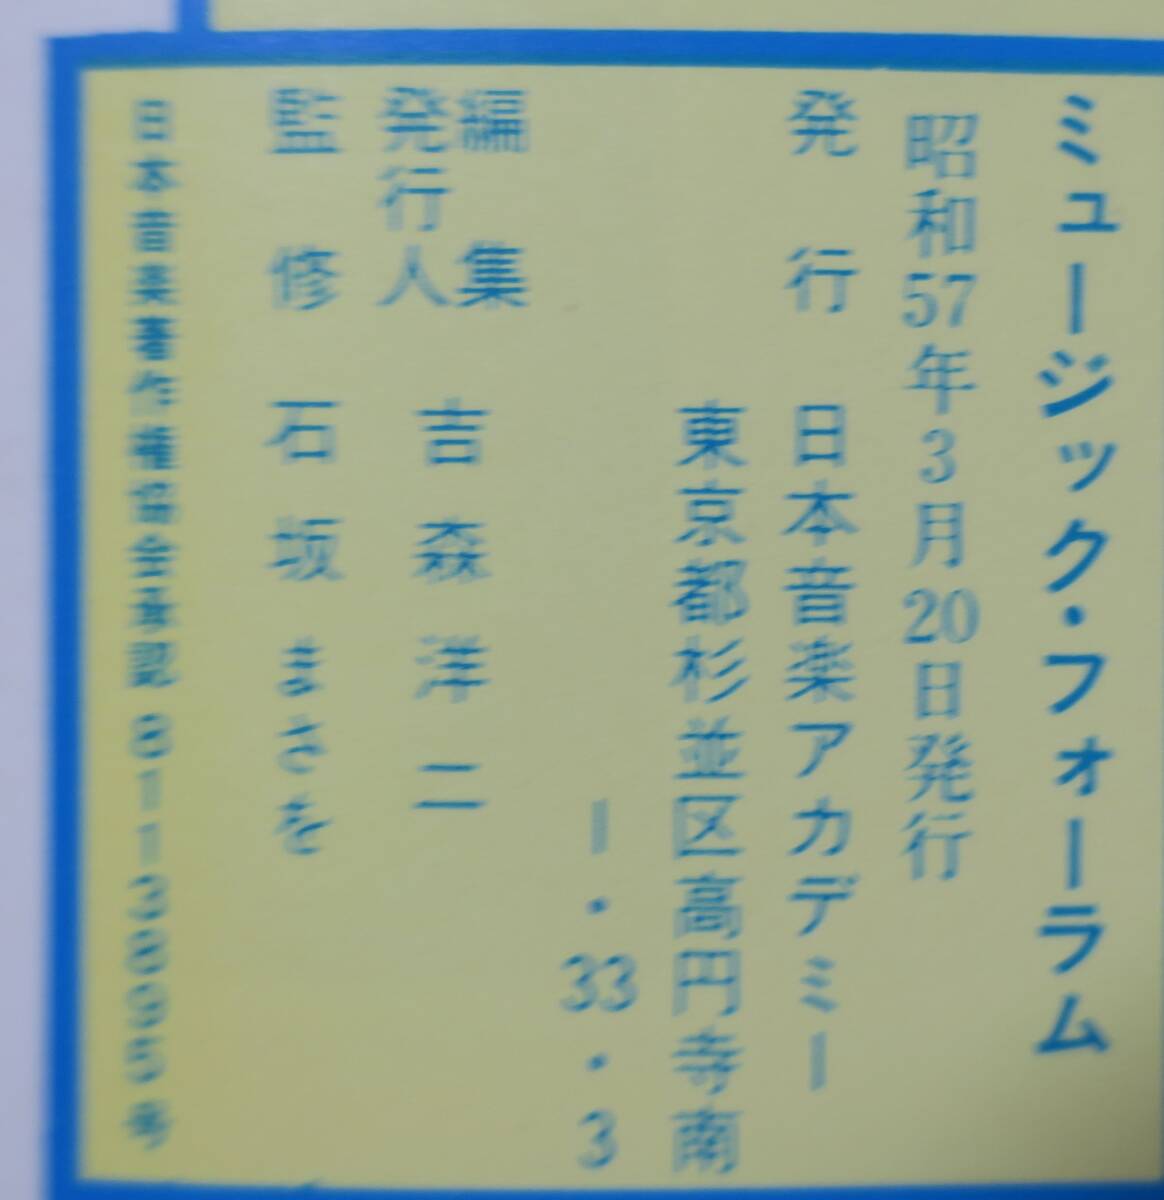 ミュージック・フォーラム
昭和57年3月20日発行
発行 日本音楽アカデミー
東京都杉並区高円寺南
1・33・3
編集
発行人 吉森洋二
監修 石坂まさを
日本音楽著作権協会承認8113895号